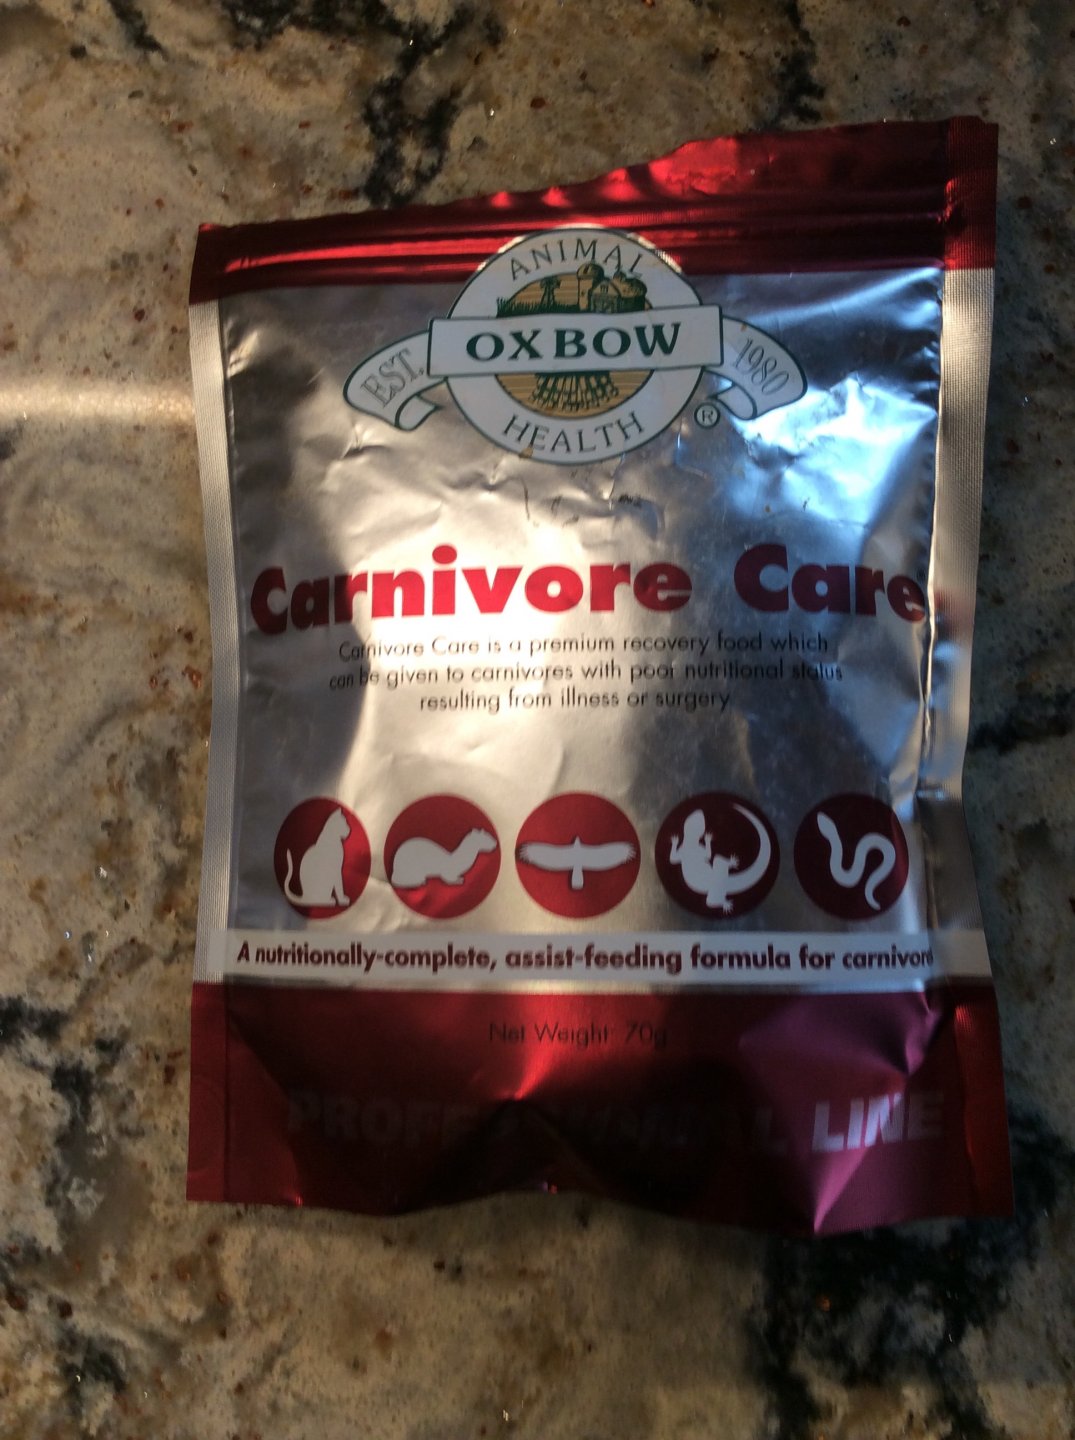 ANIMAL
EST. OXBOW 1980
HEALTH ®
Carnivore Care
Carnivore Care is a premium recovery food which
can be given to carnivores with poor nutritional status
resulting from illness or surgery
A nutritionally-complete, assist-feeding formula for carnivore
Net Weight 70g
LINE